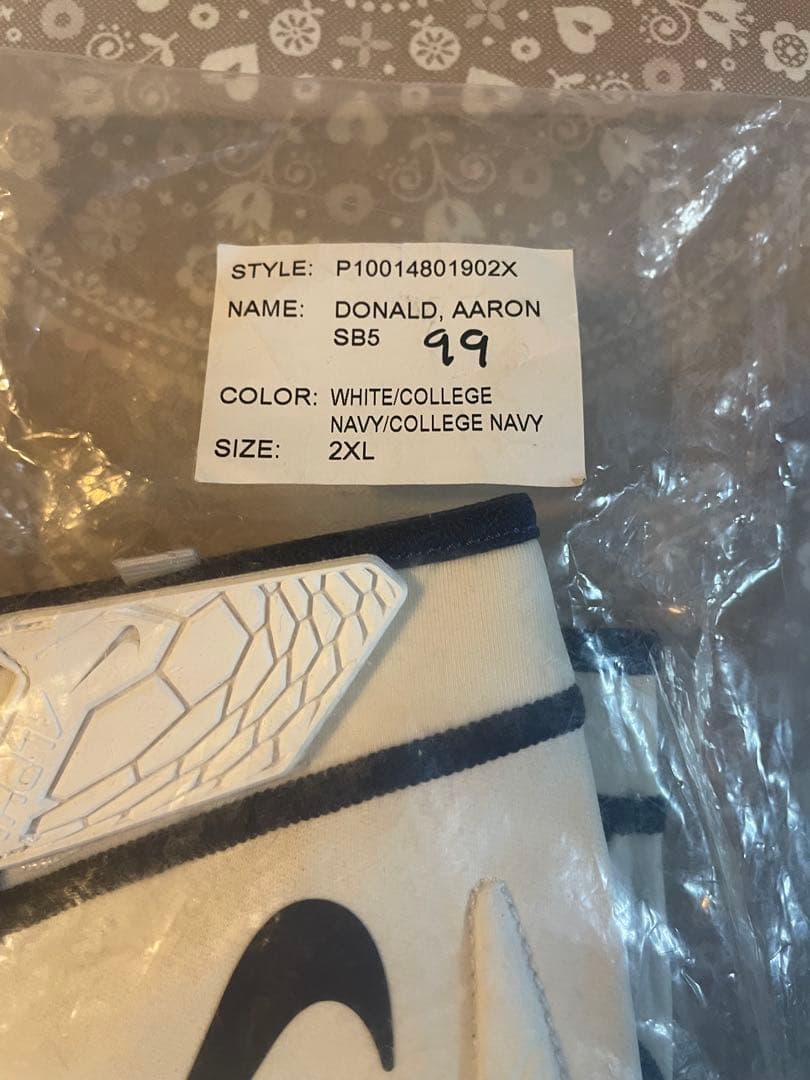 STYLE: P10014801902X
NAME: DONALD, AARON
SB5 99
COLOR: WHITE/COLLEGE
NAVY/COLLEGE NAVY
SIZE: 2XL